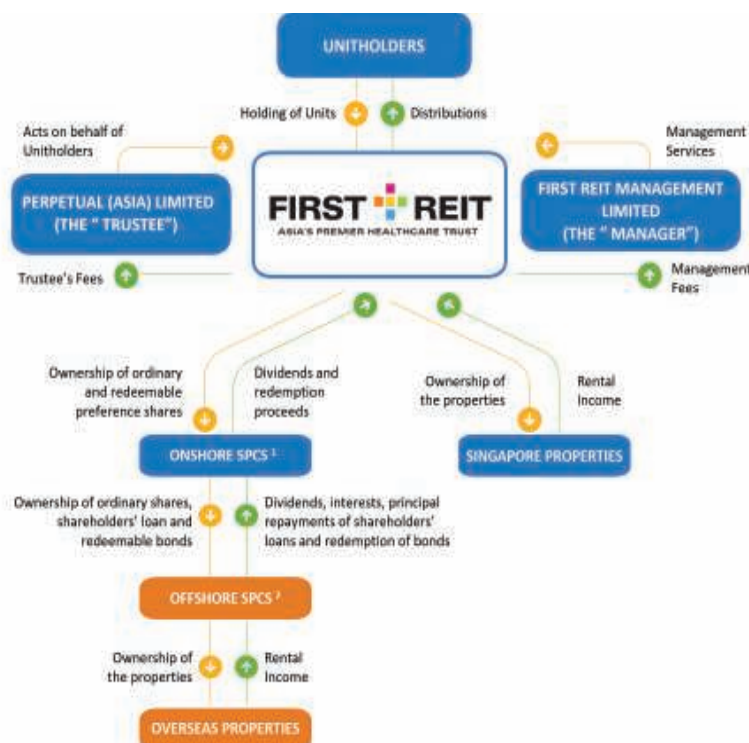 UNITHOLDERS
Holding of Units
Distributions
Acts on behalf of
Unitholders
Management
Services
PERPETUAL (ASIA) LIMITED
(THE “ TRUSTEE”)
FIRST REIT
ASIA'S PREMIER HEALTHCARE TRUST
FIRST REIT MANAGEMENT
LIMITED
(THE “ MANAGER”)
Trustee's Fees
Management
Fees
Ownership of ordinary
and redeemable
preference shares
Dividends and
redemption
proceeds
Ownership of
the properties
Rental
Income
ONSHORE SPCS ¹
SINGAPORE PROPERTIES
Ownership of ordinary shares,
shareholders' loan and
redeemable bonds
Dividends, interests, principal
repayments of shareholders'
loans and redemption of bonds
OFFSHORE SPCS ²
Ownership of
the properties
Rental
Income
OVERSEAS PROPERTIES